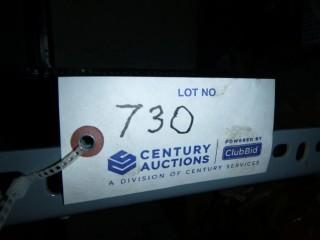 LOT NO
730
CENTURY AUCTIONS
POWERED BY
ClubBid
A DIVISION OF CENTURY SERVICES